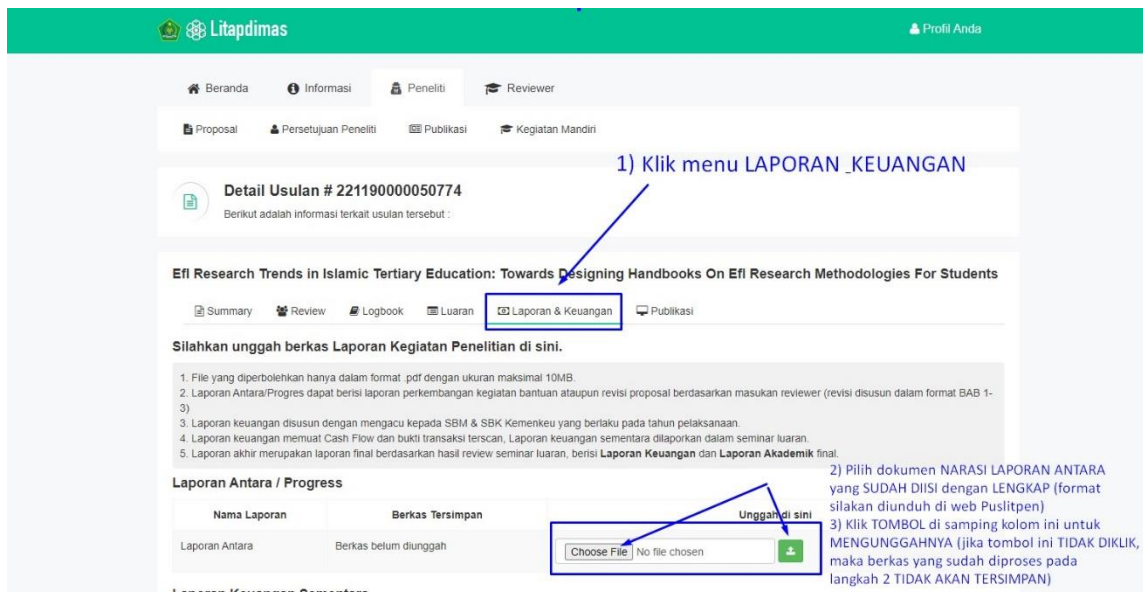 Litapdimas
Profil Anda
Beranda Informasi Peneliti Reviewer
Proposal Persetujuan Peneliti Publikasi Kegiatan Mandiri
1) Klik menu LAPORAN _KEUANGAN
Detail Usulan # 221190000050774
Berikut adalah informasi terkait usulan tersebut :
Efl Research Trends in Islamic Tertiary Education: Towards Designing Handbooks On Efl Research Methodologies For Students
Summary Review Logbook Luaran Laporan & Keuangan Publikasi
Silahkan unggah berkas Laporan Kegiatan Penelitian di sini.
1. File yang diperbolehkan hanya dalam format .pdf dengan ukuran maksimal 10MB.
2. Laporan Antara/Progres dapat berisi laporan perkembangan kegiatan bantuan ataupun revisi proposal berdasarkan masukan reviewer (revisi disusun dalam format BAB 1-
3)
3. Laporan keuangan disusun dengan mengacu kepada SBM & SBK Kemenkeu yang berlaku pada tahun pelaksanaan.
4. Laporan keuangan memuat Cash Flow dan bukti transaksi terscan, Laporan keuangan sementara dilaporkan dalam seminar luaran.
5. Laporan akhir merupakan laporan final berdasarkan hasil review seminar luaran, berisi Laporan Keuangan dan Laporan Akademik final.
Laporan Antara / Progress
Nama Laporan Berkas Tersimpan Unggah di sini
Laporan Antara Berkas belum diunggah Choose File No file chosen
2) Pilih dokumen NARASI LAPORAN ANTARA
yang SUDAH DIISI dengan LENGKAP (format
silakan diunduh di web Puslitpen)
3) Klik TOMBOL di samping kolom ini untuk
MENGUNGGAHNYA (jika tombol ini TIDAK DIKLIK,
maka berkas yang sudah diproses pada
langkah 2 TIDAK AKAN TERSIMPAN)
Laporan Keuangan Sementara